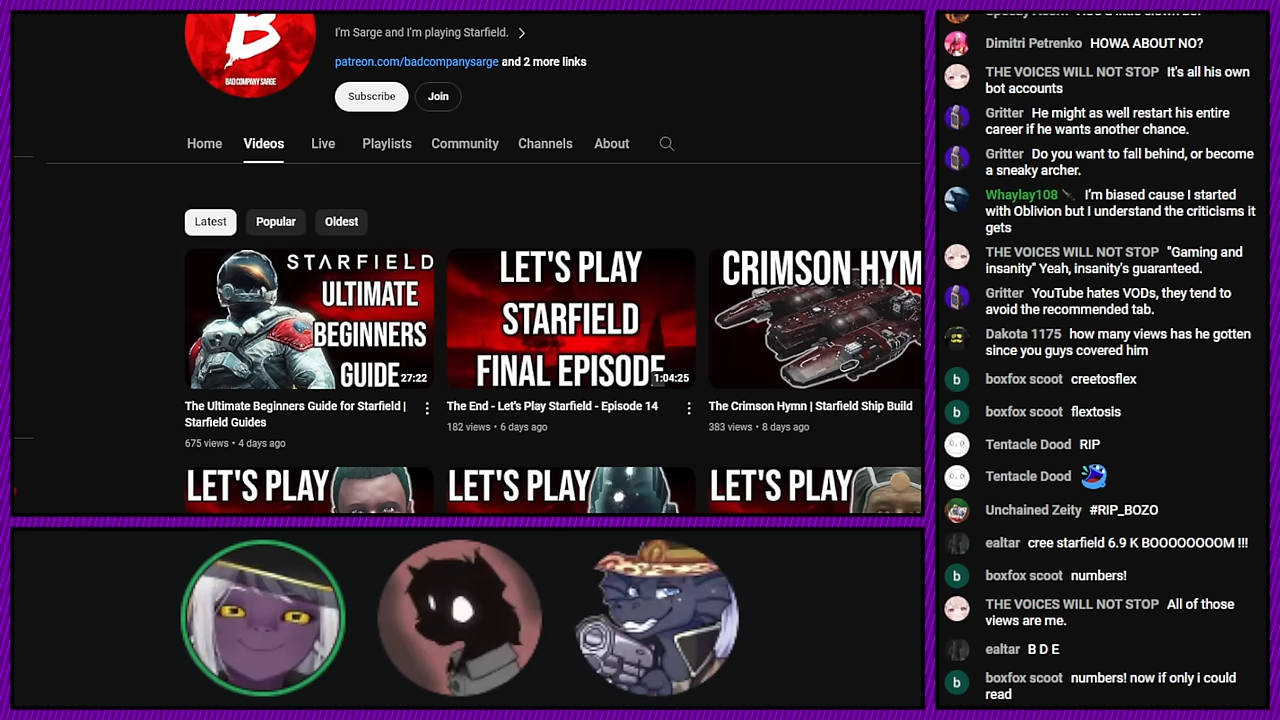 B
BADCOMPANY SARGE
I'm Sarge and I'm playing Starfield.
patreon.com/badcompanysarge and 2 more links
Subscribe
Join
Home
Videos
Live
Playlists
Community
Channels
About
Latest
Popular
Oldest
STARFIELD
ULTIMATE
BEGINNERS
GUIDE
27:22
The Ultimate Beginners Guide for Starfield |
Starfield Guides
675 views • 4 days ago
LET'S PLAY
STARFIELD
FINAL EPISODE
1:04:25
The End - Let's Play Starfield - Episode 14
182 views • 6 days ago
CRIMSON HYM
The Crimson Hymn | Starfield Ship Build
383 views • 8 days ago
LET'S PLAY
LET'S PLAY
LET'S PLAY
Dimitri Petrenko HOWA ABOUT NO?
THE VOICES WILL NOT STOP It's all his own
bot accounts
Gritter He might as well restart his entire
career if he wants another chance.
Gritter Do you want to fall behind, or become
a sneaky archer.
Whaylay108 I'm biased cause I started
with Oblivion but I understand the criticisms it
gets
THE VOICES WILL NOT STOP "Gaming and
insanity" Yeah, insanity's guaranteed.
Gritter YouTube hates VODs, they tend to
avoid the recommended tab.
Dakota 1175 how many views has he gotten
since you guys covered him
b
boxfox scoot creetosflex
b
boxfox scoot flextosis
Tentacle Dood RIP
Tentacle Dood
Unchained Zeity #RIP_BOZO
ealtar cree starfield 6.9 K BOOOOOOOOM !!!
b
boxfox scoot numbers!
THE VOICES WILL NOT STOP All of those
views are me.
ealtar B D E
b
boxfox scoot numbers! now if only i could
read